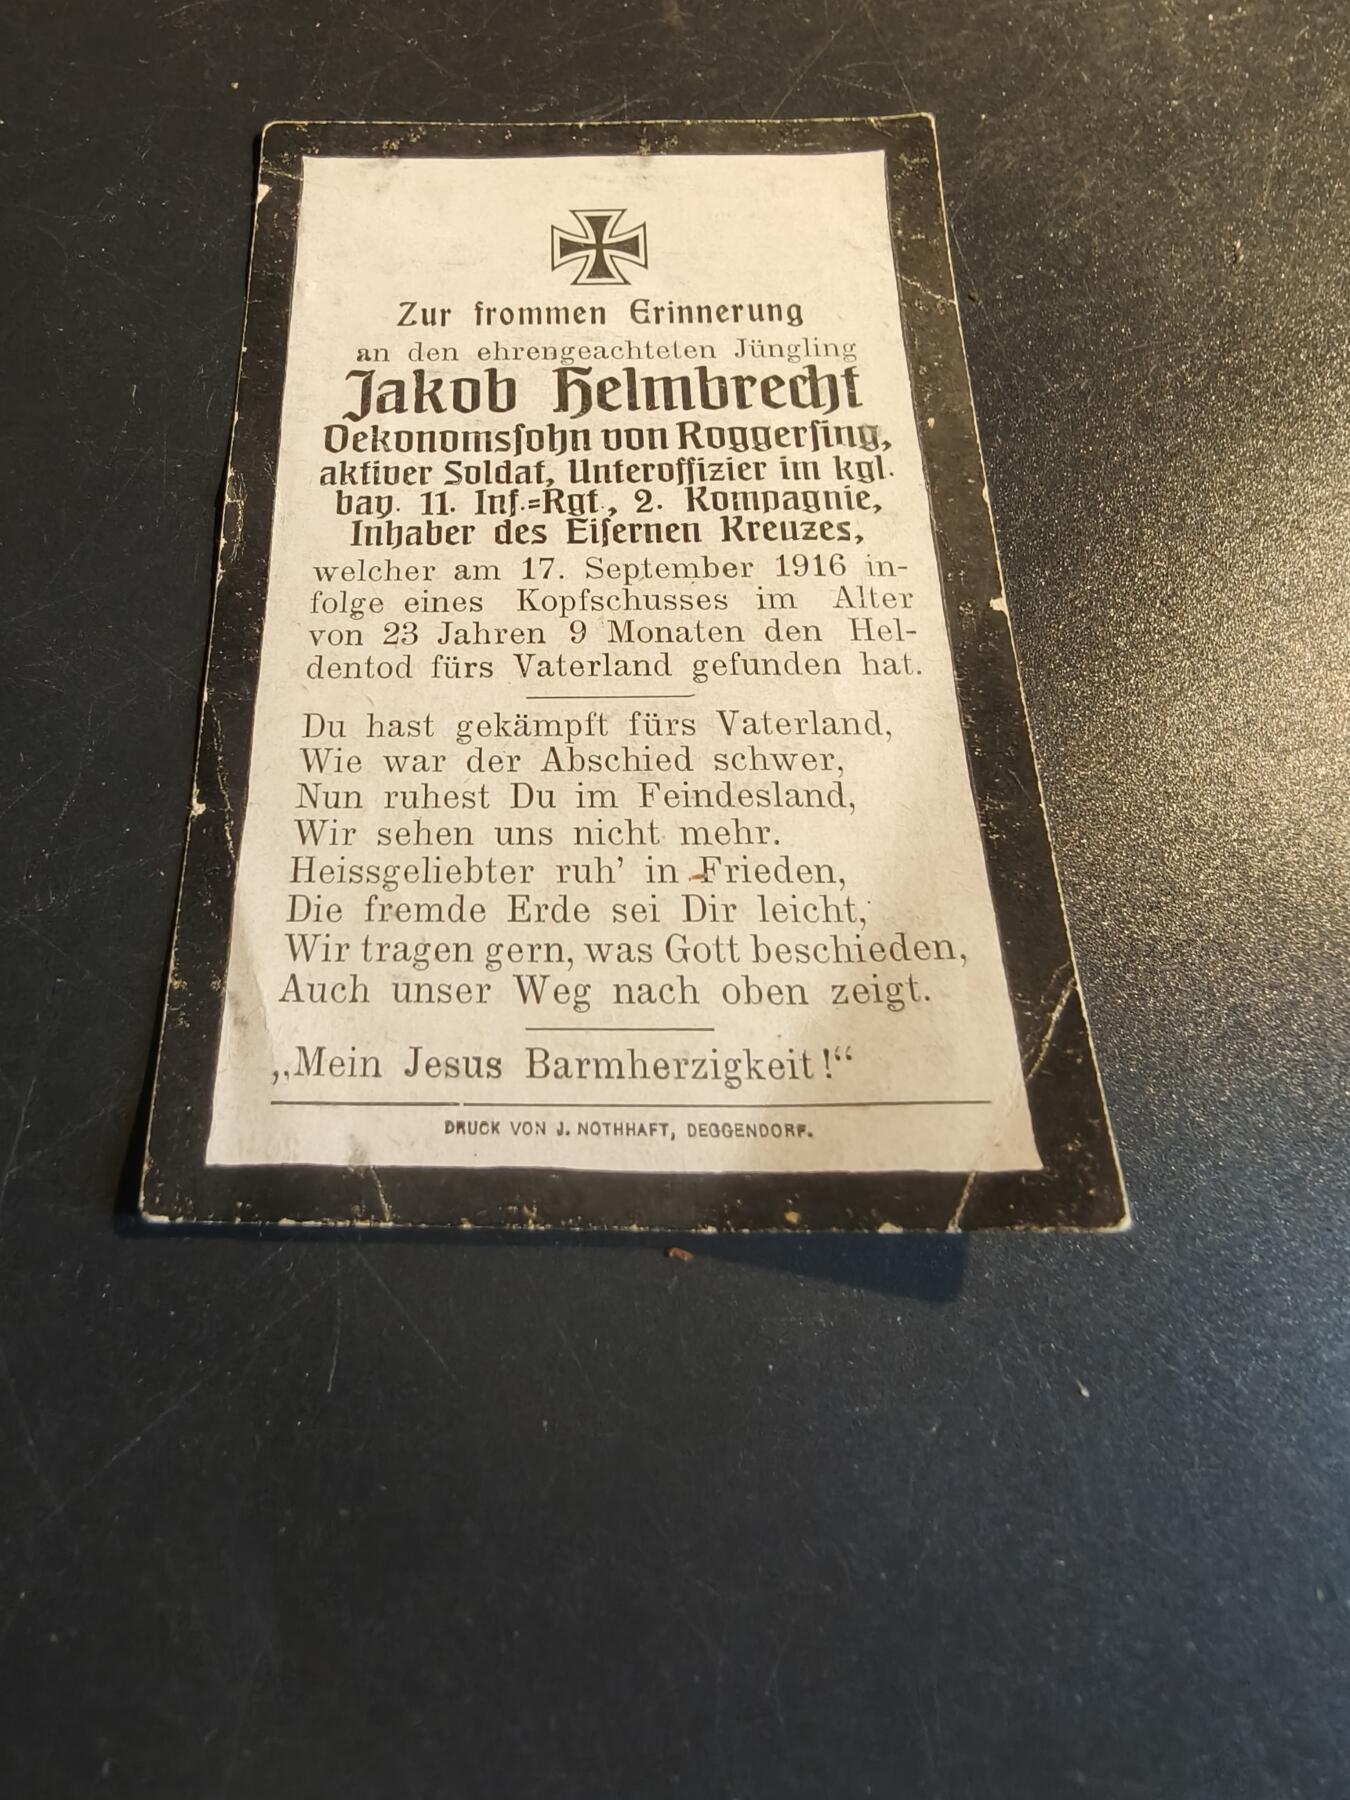 Zur frommen Erinnerung
an den ehrengeachteten Jüngling
Jakob Helmbrecht
Oekonomssohn von Roggersing,
aktiver Soldat, Unteroffizier im kgl.
bay. 11. Inf.=Rgt., 2. Kompagnie,
Inhaber des Eisernen Kreuzes,
welcher am 17. September 1916 in-
folge eines Kopfschusses im Alter
von 23 Jahren 9 Monaten den Hel-
dentod fürs Vaterland gefunden hat.
Du hast gekämpft fürs Vaterland,
Wie war der Abschied schwer,
Nun ruhest Du im Feindesland,
Wir sehen uns nicht mehr.
Heissgeliebter ruh’ in Frieden,
Die fremde Erde sei Dir leicht,
Wir tragen gern, was Gott beschieden,
Auch unser Weg nach oben zeigt.
„Mein Jesus Barmherzigkeit!“
DRUCK VON J. NOTHHAFT, DEGGENDORF.